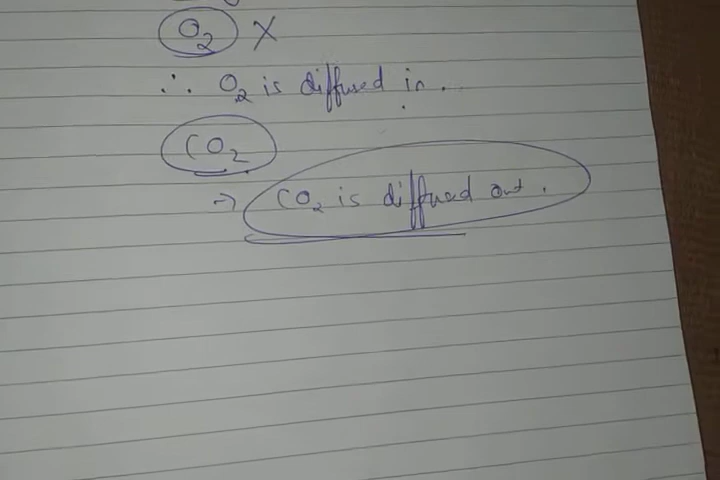 O₂ X
∴ O₂ is diffused in.
CO₂
→ CO₂ is diffused out.